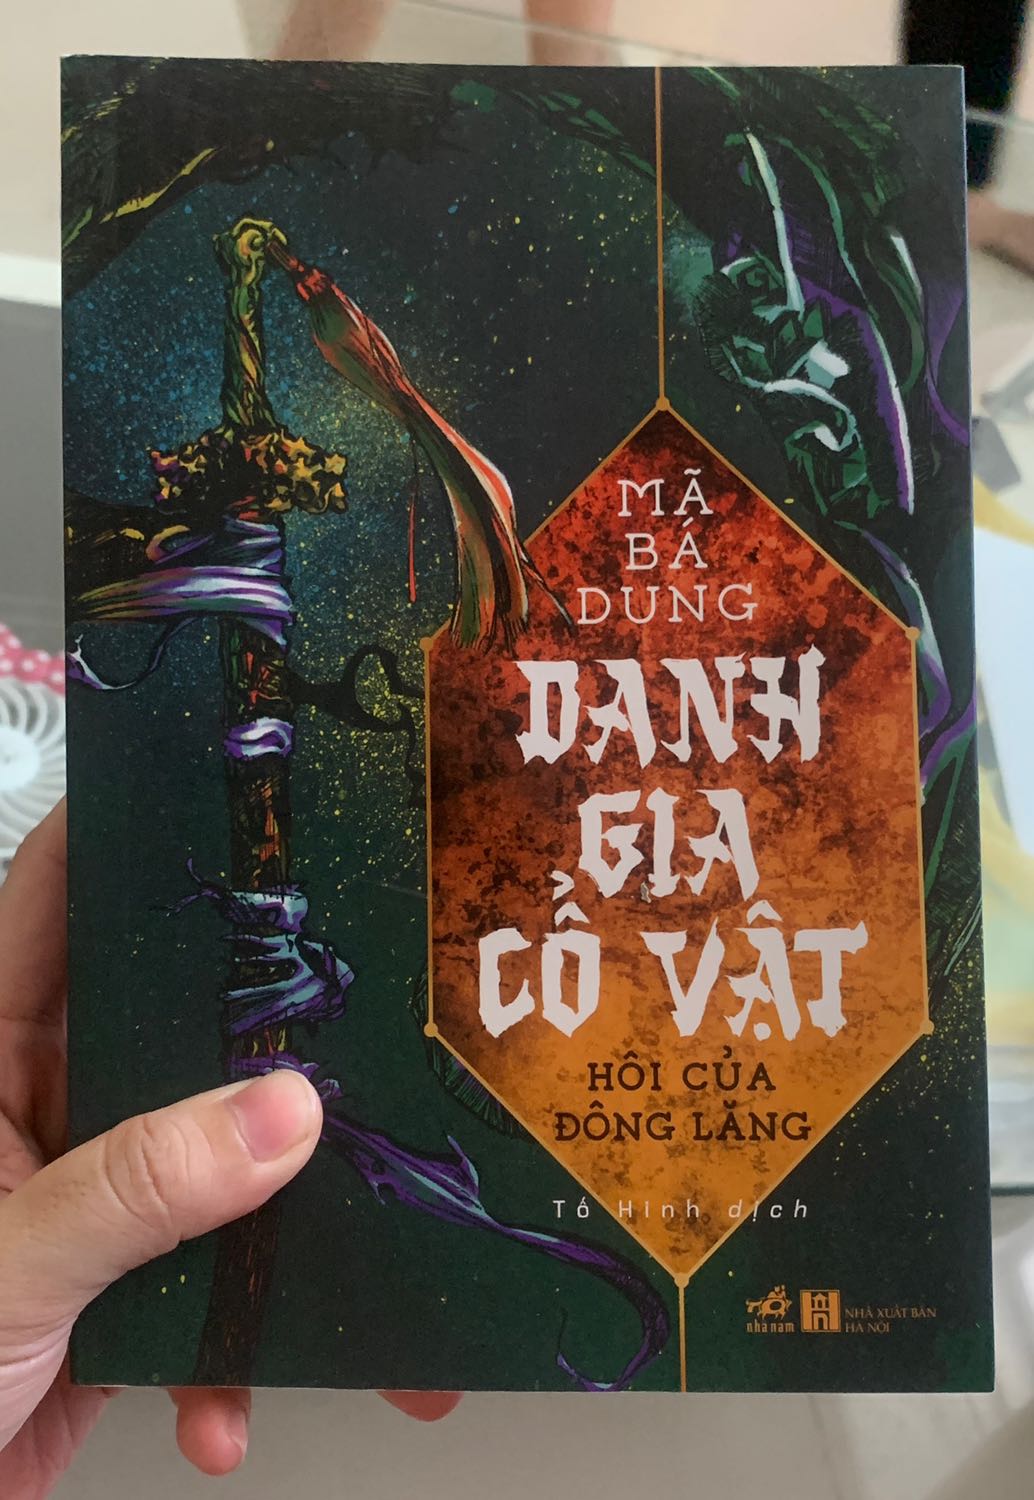 MÃ
BÁ
DUNG
DANH
GIA
CỔ VẬT
HÔI CỦA
ĐÔNG LĂNG
Tố Hinh dịch
nhã nam
NHÀ XUẤT BẢN
HÀ NỘI